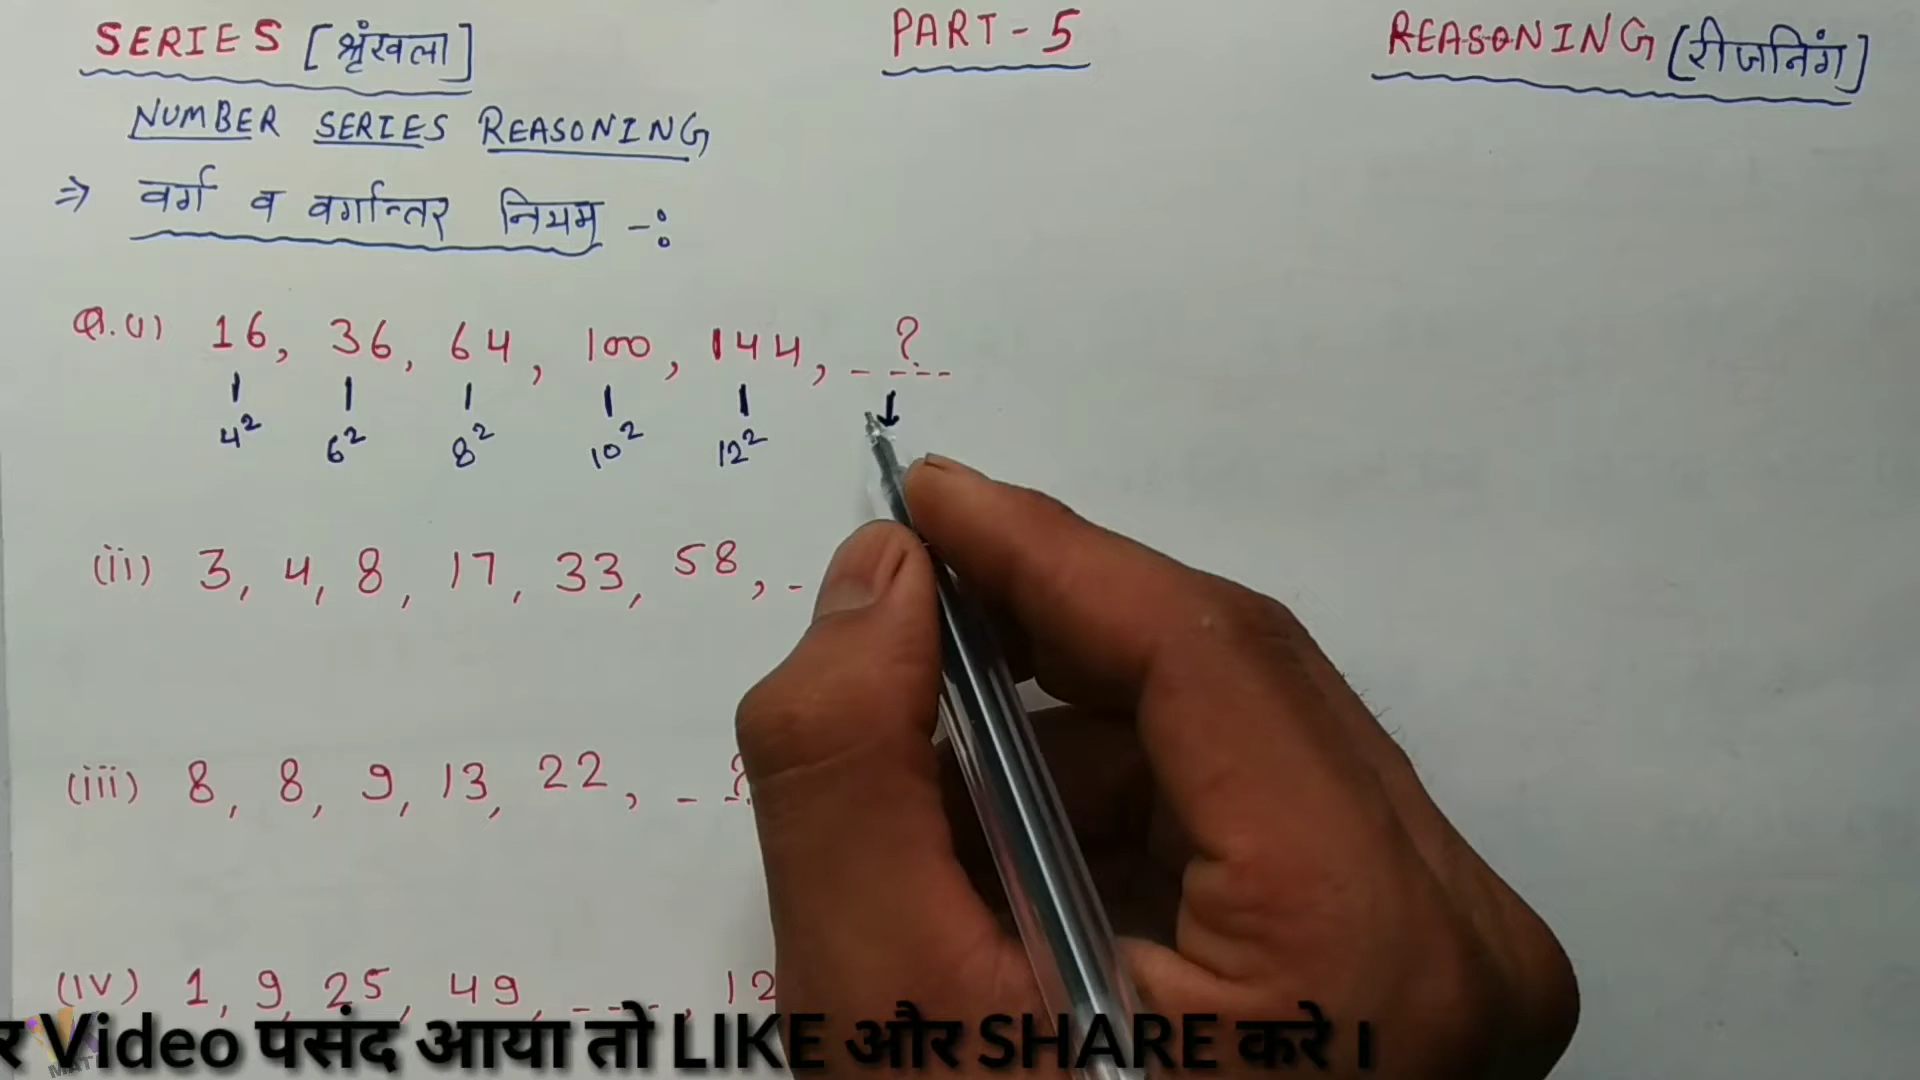 SERIES [श्रृंखला]
PART - 5
REASONING [रीजनिंग]
NUMBER SERIES REASONING
⇒ वर्ग व वर्गान्तर नियम -:
Q.(i) 16, 36, 64, 100, 144, - - - - ?
4² 6² 8² 10² 12²
(ii) 3, 4, 8, 17, 33, 58, -
(iii) 8, 8, 9, 13, 22, - - ?
(iv) 1, 9, 25, 49, - - - -, 12
र Video पसंद आया तो LIKE और SHARE करे ।
MAT